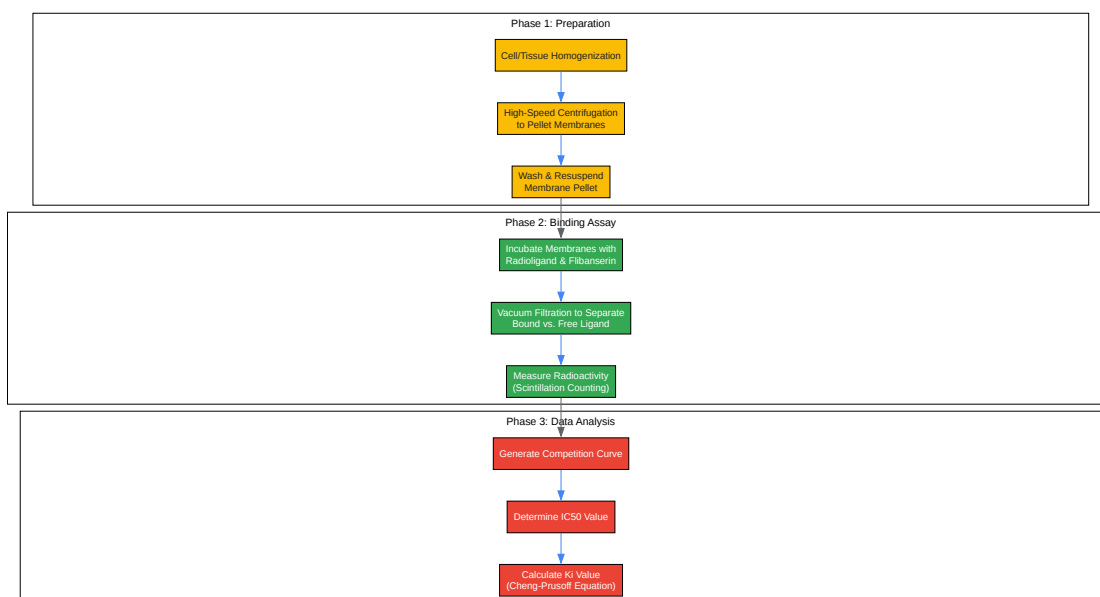 Phase 1: Preparation
Cell/Tissue Homogenization
High-Speed Centrifugation
to Pellet Membranes
Wash & Resuspend
Membrane Pellet
Phase 2: Binding Assay
Incubate Membranes with
Radioligand & Flibanserin
Vacuum Filtration to Separate
Bound vs. Free Ligand
Measure Radioactivity
(Scintillation Counting)
Phase 3: Data Analysis
Generate Competition Curve
Determine IC50 Value
Calculate Ki Value
(Cheng-Prusoff Equation)